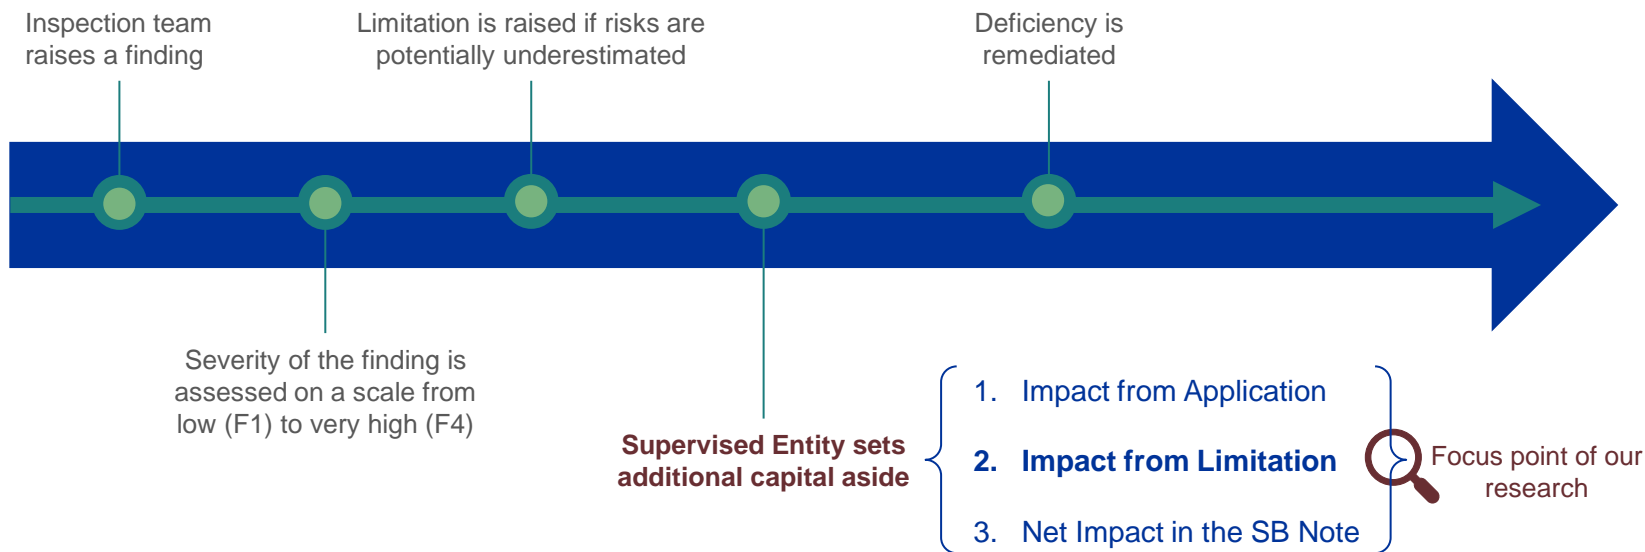 Inspection team
raises a finding
Limitation is raised if risks are
potentially underestimated
Deficiency is
remediated
Severity of the finding is
assessed on a scale from
low (F1) to very high (F4)
Supervised Entity sets
additional capital aside
1. Impact from Application
2. Impact from Limitation
3. Net Impact in the SB Note
Focus point of our
research